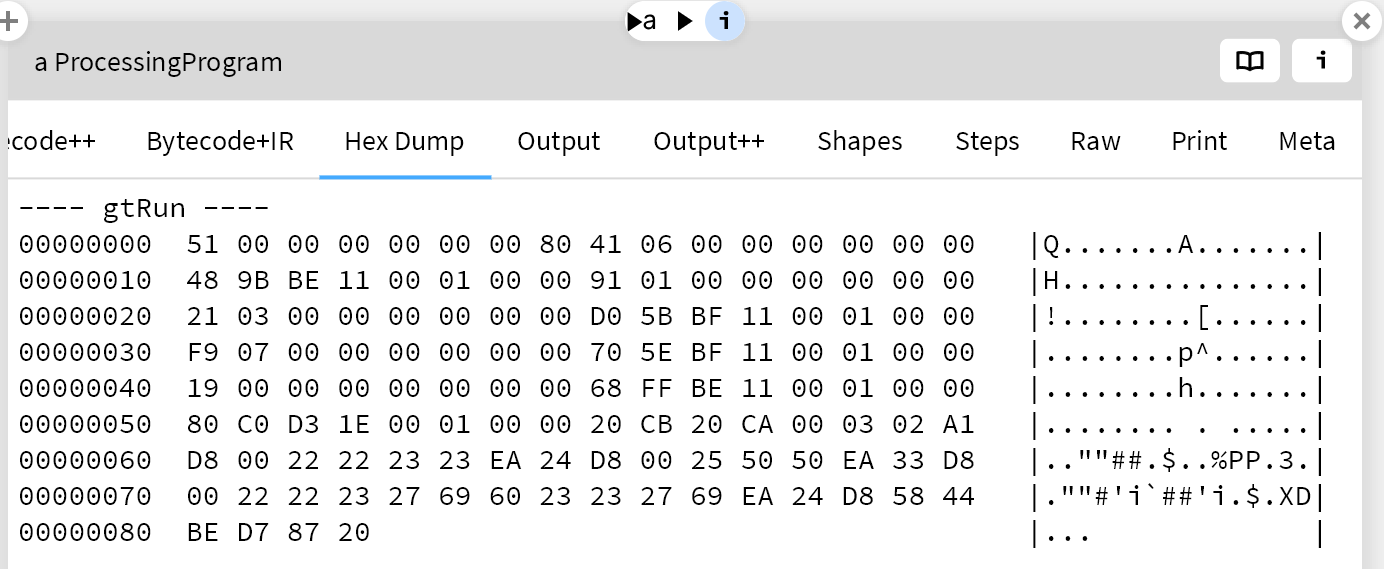 ▶a ▶ i
a ProcessingProgram i
ecode++ Bytecode+IR Hex Dump Output Output++ Shapes Steps Raw Print Meta
---- gtRun ----
00000000 51 00 00 00 00 00 00 80 41 06 00 00 00 00 00 00 |Q.......A.......|
00000010 48 9B BE 11 00 01 00 00 91 01 00 00 00 00 00 00 |H...............|
00000020 21 03 00 00 00 00 00 00 D0 5B BF 11 00 01 00 00 |!........[......|
00000030 F9 07 00 00 00 00 00 00 70 5E BF 11 00 01 00 00 |........p^......|
00000040 19 00 00 00 00 00 00 00 68 FF BE 11 00 01 00 00 |........h.......|
00000050 80 C0 D3 1E 00 01 00 00 20 CB 20 CA 00 03 02 A1 |........ . .....|
00000060 D8 00 22 22 23 23 EA 24 D8 00 25 50 50 EA 33 D8 |..""##.$..%PP.3.|
00000070 00 22 22 23 27 69 60 23 23 27 69 EA 24 D8 58 44 |.""#'i`##'i.$.XD|
00000080 BE D7 87 20 |... |